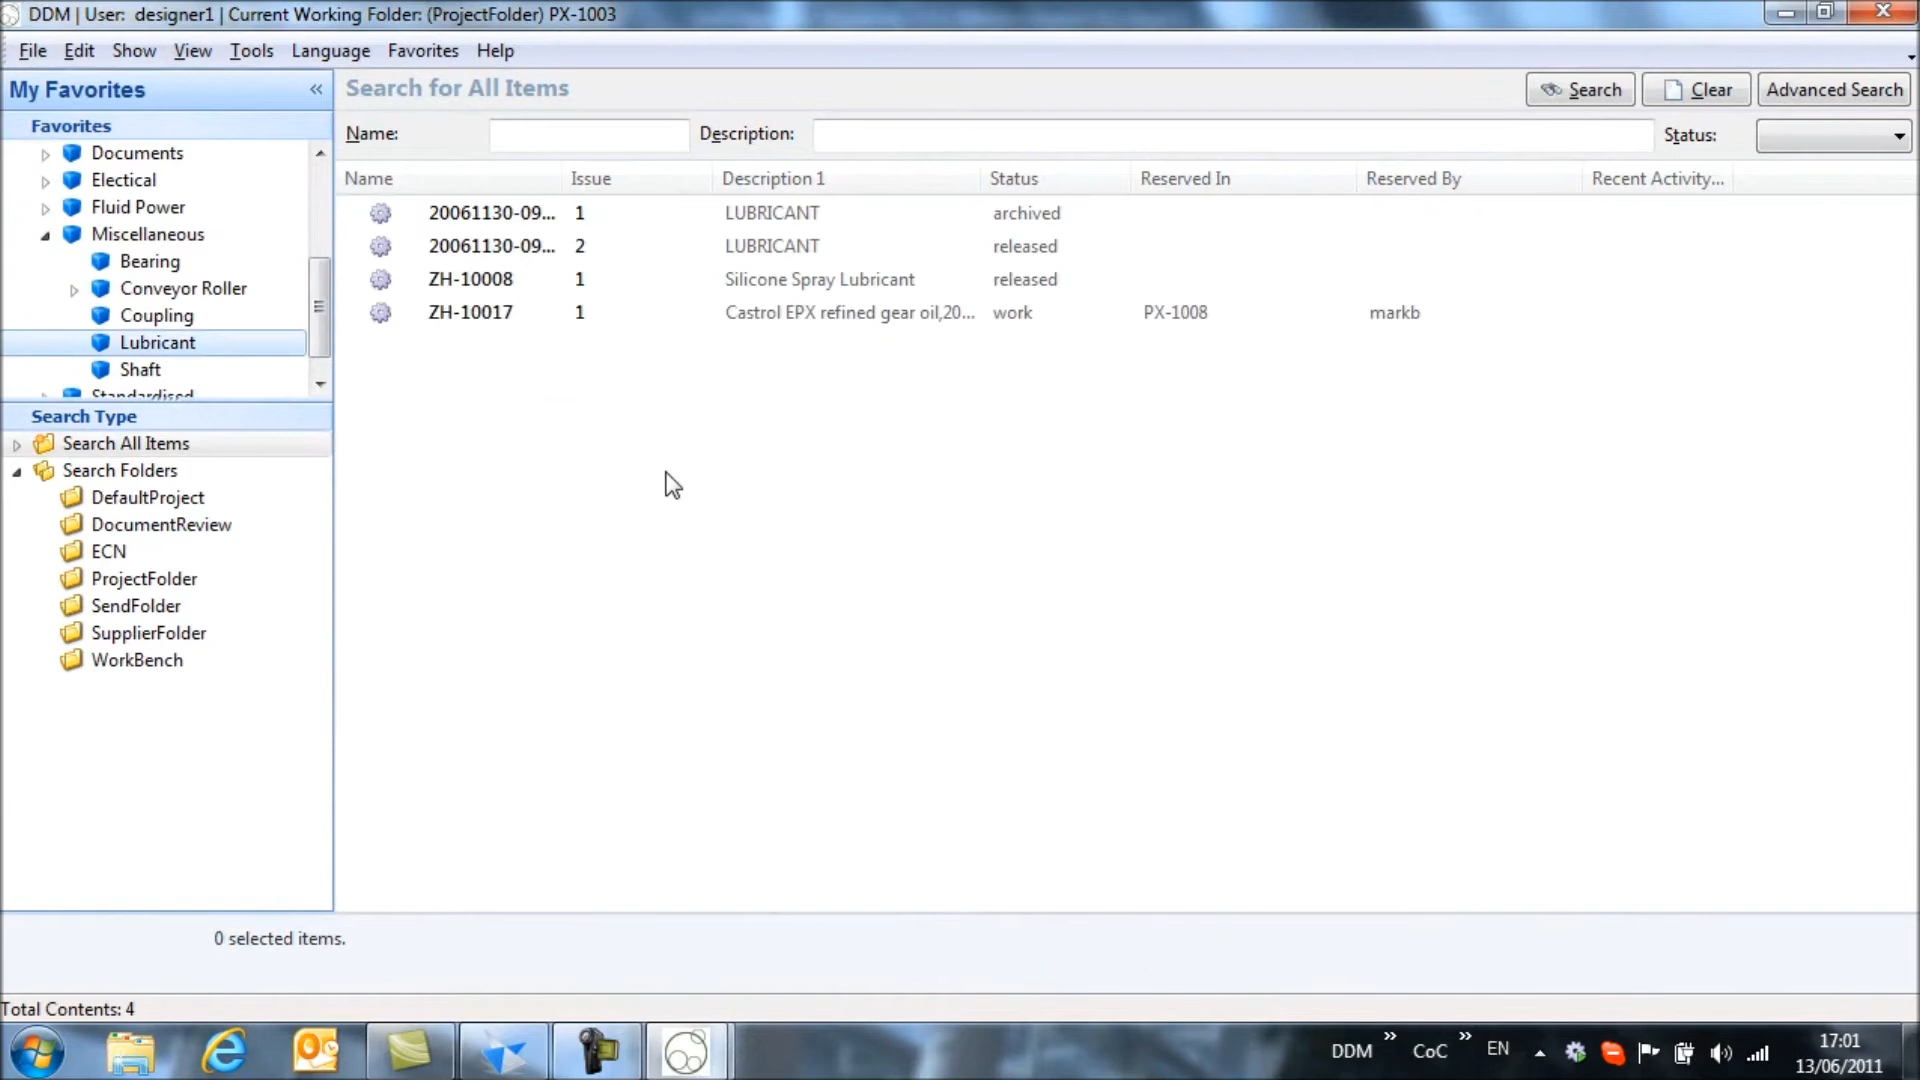 DDM | User:  designer1 | Current Working Folder: (ProjectFolder) PX-1003
File Edit Show View Tools Language Favorites Help
My Favorites «
Favorites
Documents
Electical
Fluid Power
Miscellaneous
Bearing
Conveyor Roller
Coupling
Lubricant
Shaft
Standardised
Search Type
Search All Items
Search Folders
DefaultProject
DocumentReview
ECN
ProjectFolder
SendFolder
SupplierFolder
WorkBench
Search for All Items
Search Clear Advanced Search
Name: Description: Status:
Name Issue Description 1 Status Reserved In Reserved By Recent Activity...
20061130-09... 1 LUBRICANT archived
20061130-09... 2 LUBRICANT released
ZH-10008 1 Silicone Spray Lubricant released
ZH-10017 1 Castrol EPX refined gear oil,20... work PX-1008 markb
0 selected items.
Total Contents: 4
DDM » CoC » EN
17:01
13/06/2011